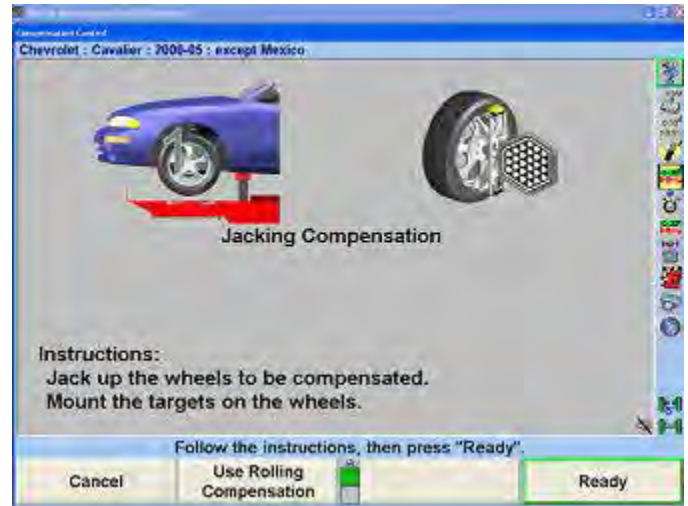 Compensation Control
Chevrolet : Cavalier : 2000-05 : except Mexico
Jacking Compensation
Instructions:
Jack up the wheels to be compensated.
Mount the targets on the wheels.
Follow the instructions, then press "Ready".
Cancel
Use Rolling
Compensation
Ready